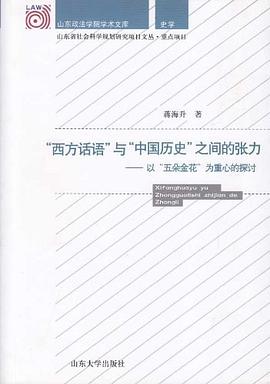 LAW
山东政法学院学术文库
史学
山东省社会科学规划研究项目文丛·重点项目
蒋海升 著
“西方话语”与“中国历史”之间的张力
——以“五朵金花”为重心的探讨
Xifanghuayu yu
Zhongguolishi zhijian de
Zhangli
山东大学出版社